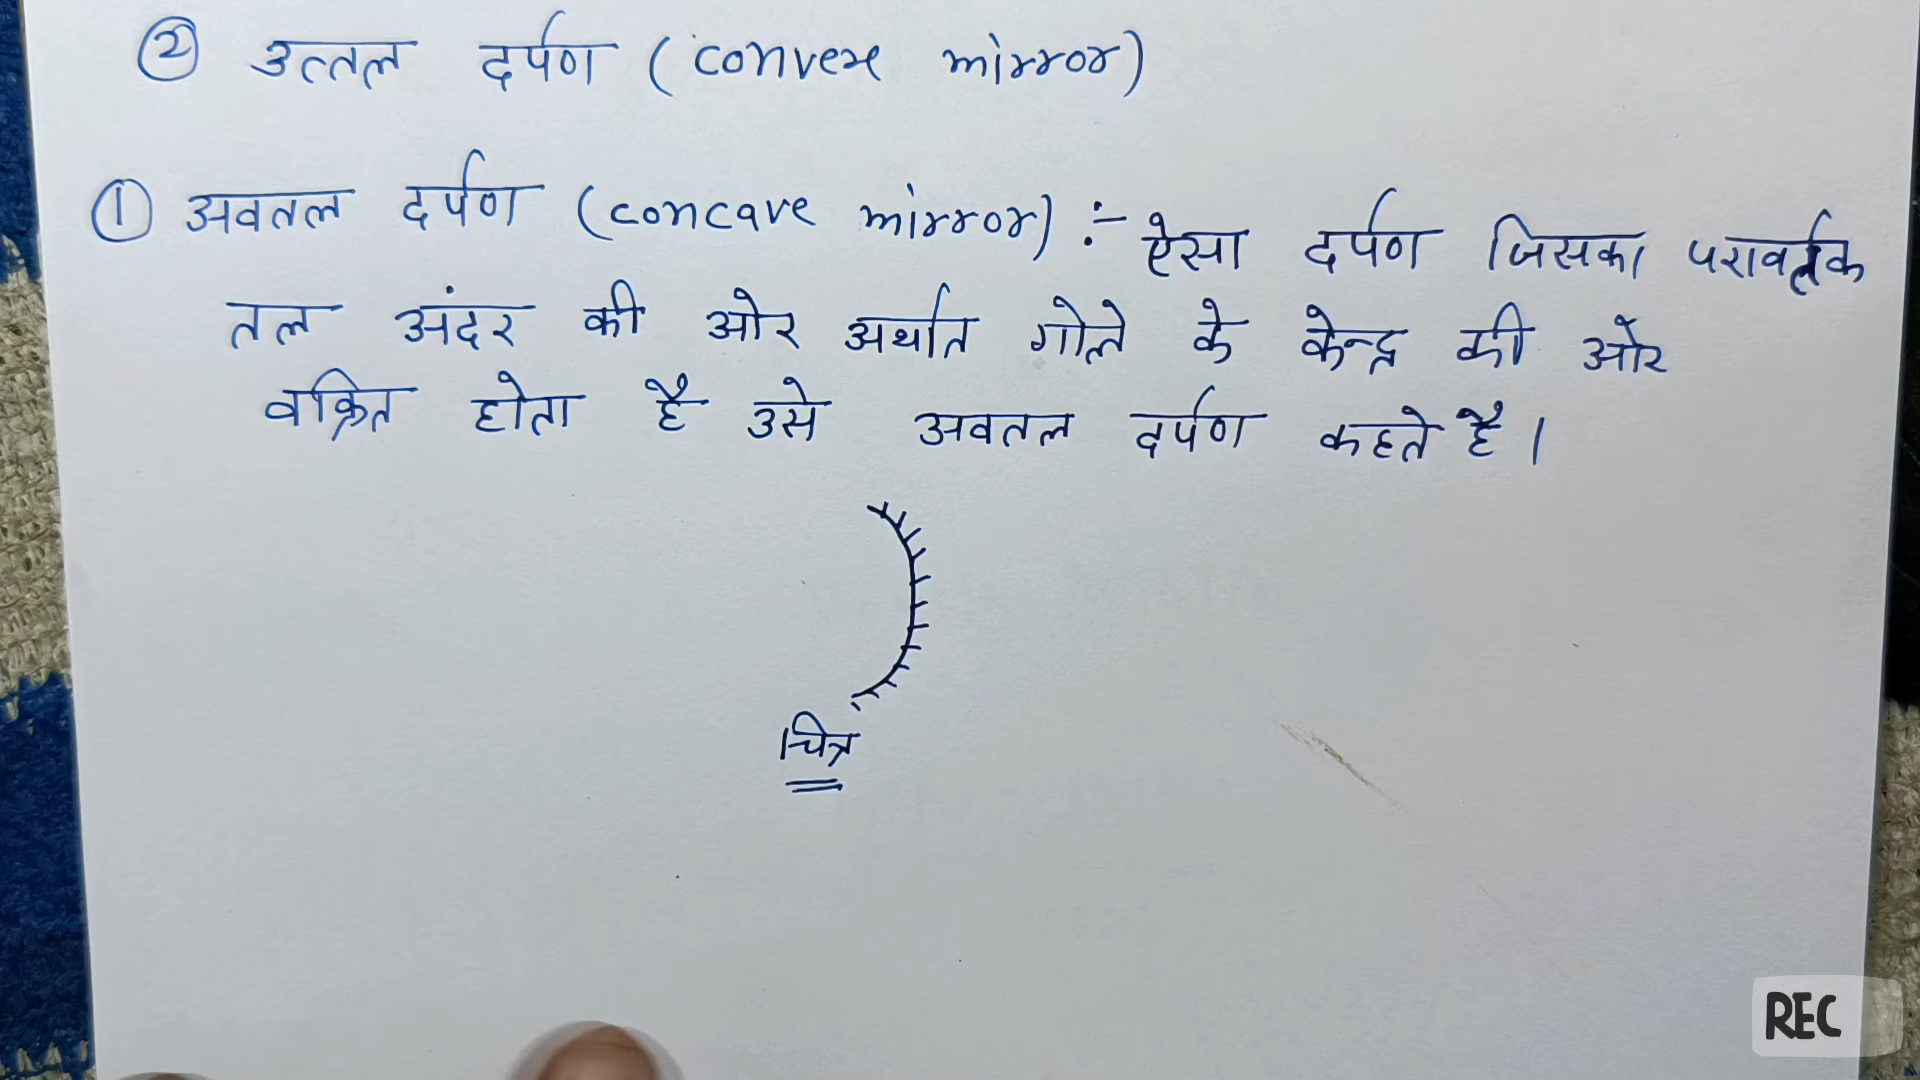 ② उत्तल दर्पण (convex mirror)
① अवतल दर्पण (concave mirror) :- ऐसा दर्पण जिसका परावर्तक
तल अंदर की ओर अर्थात गोले के केन्द्र की ओर
वक्रित होता है उसे अवतल दर्पण कहते है।
चित्र
REC